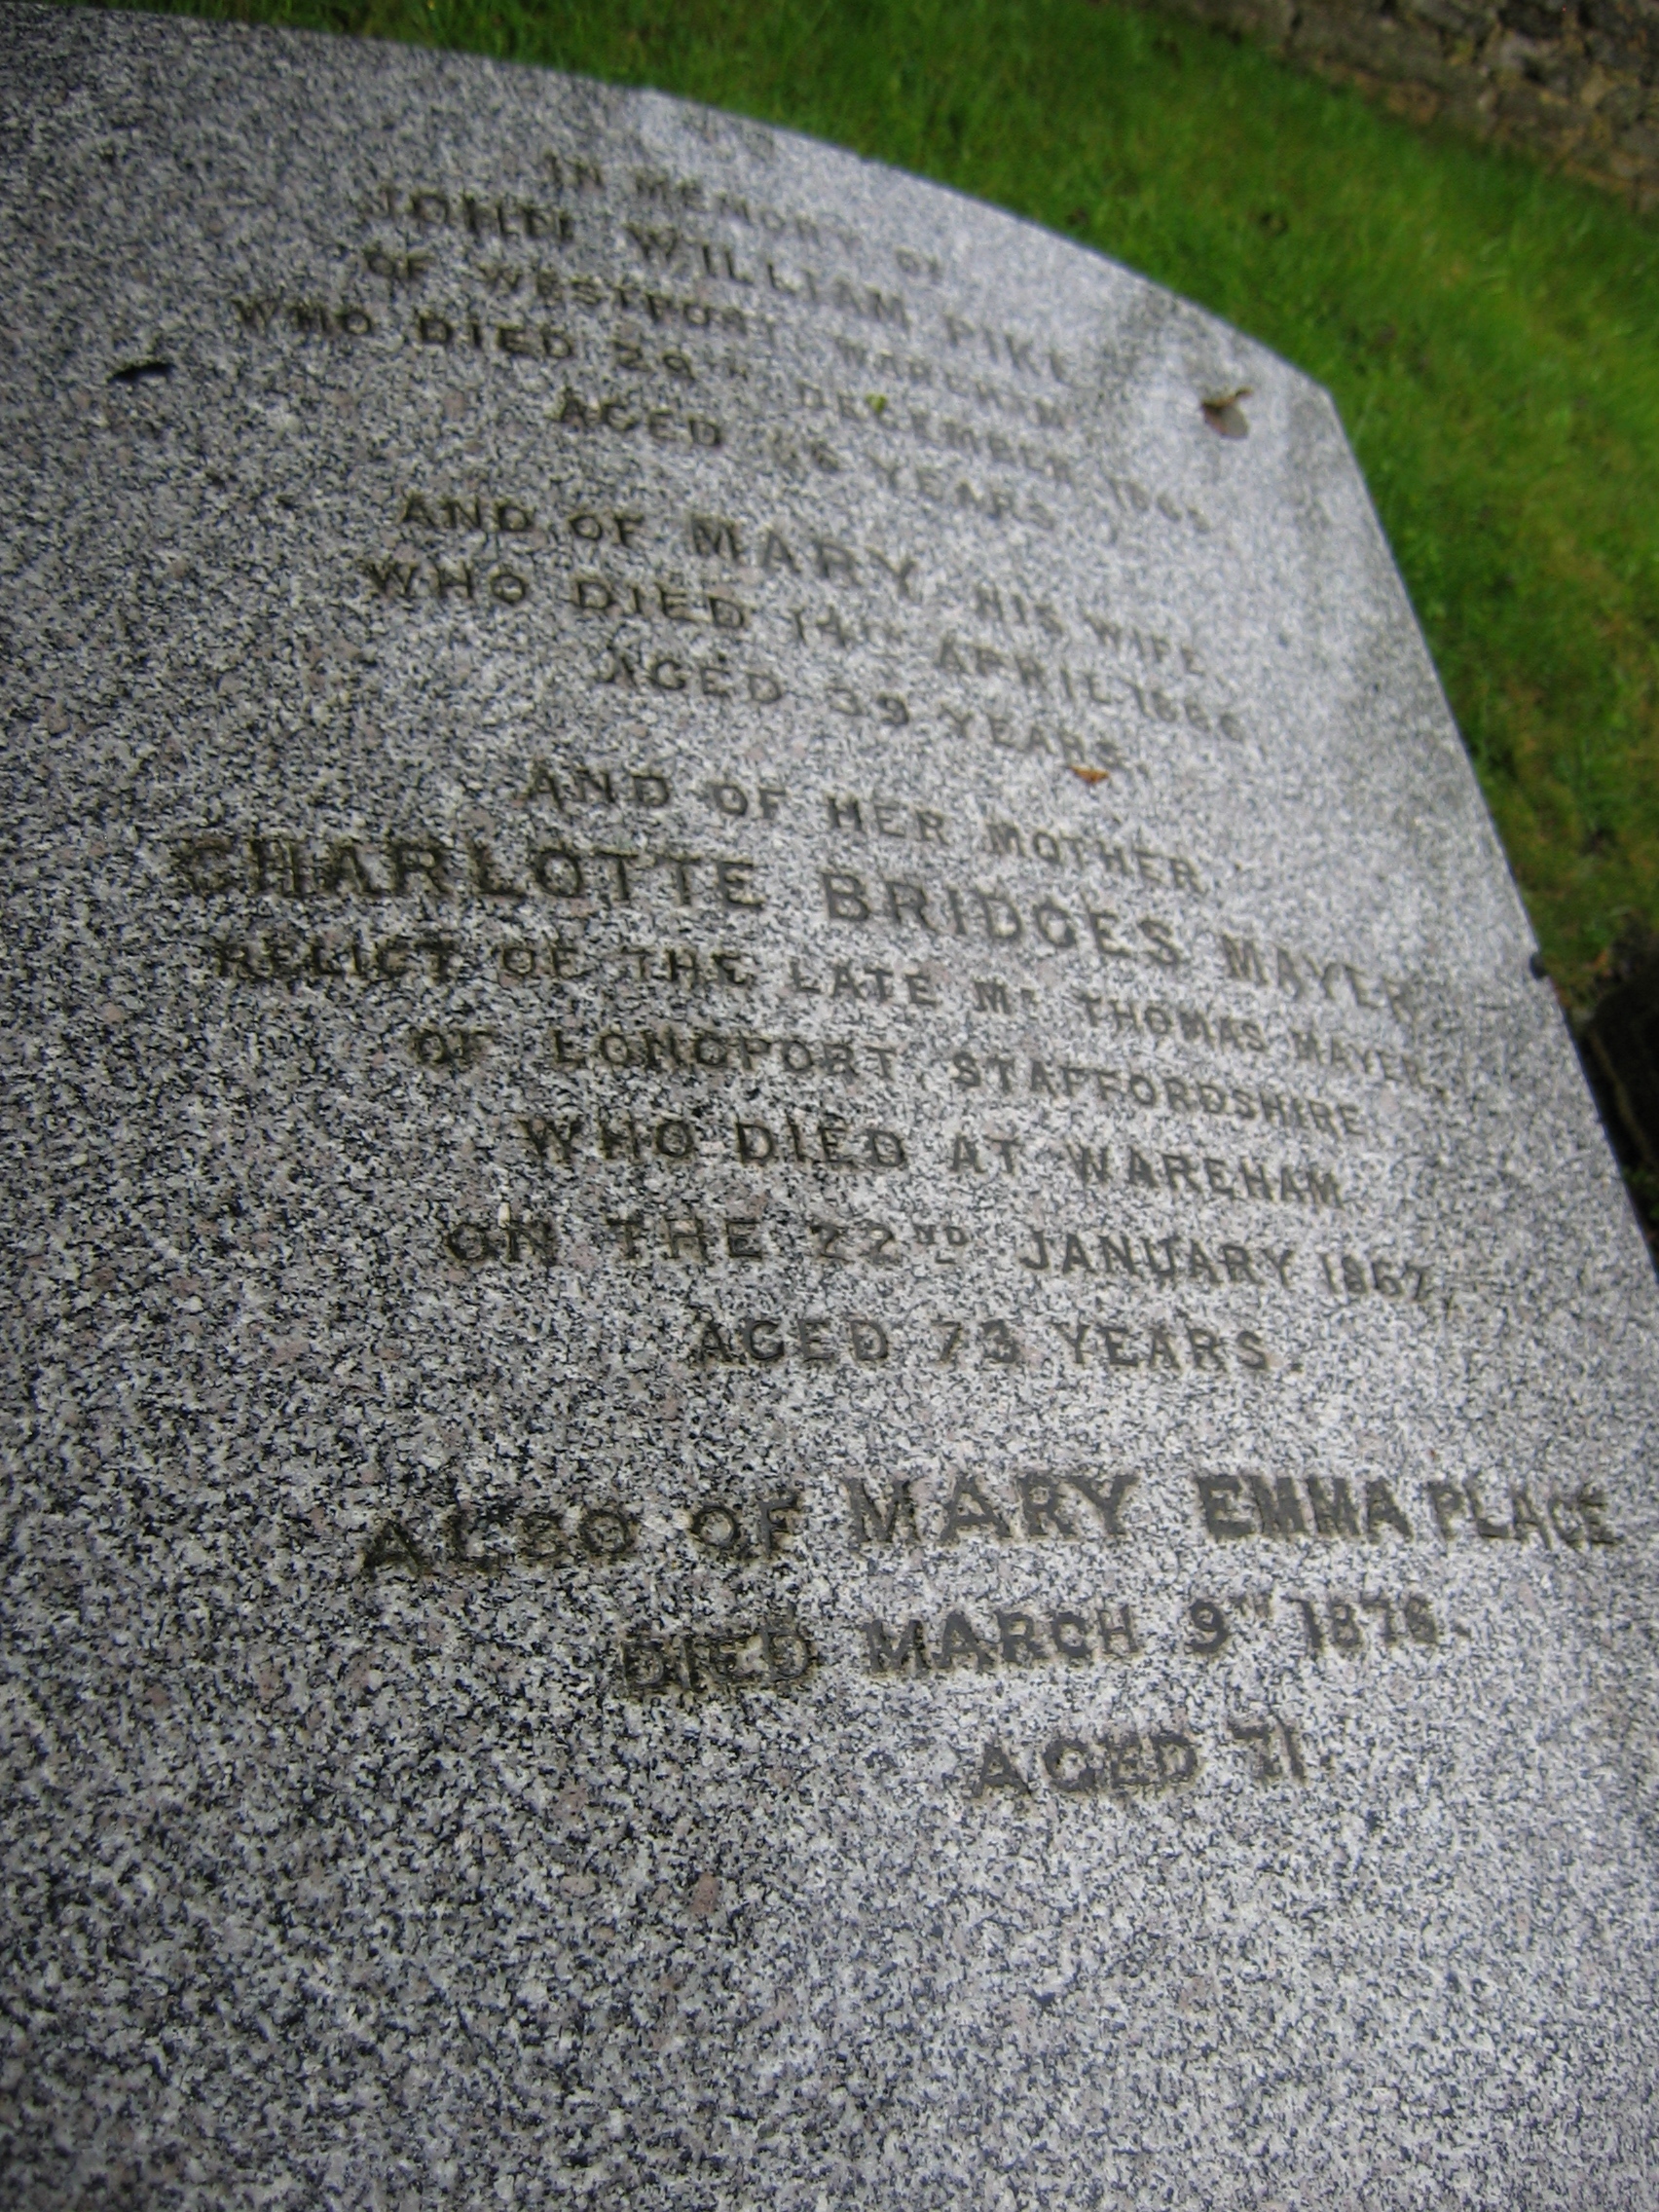 IN MEMORY OF
JOHN WILLIAM PIKE
OF WESTPORT WAREHAM
WHO DIED 29TH DECEMBER
AGED YEARS
AND OF MARY HIS WIFE
WHO DIED 14TH APRIL
AGED 39 YEARS.
AND OF HER MOTHER
CHARLOTTE BRIDGES MAYER
RELICT OF THE LATE MR THOMAS MAYER,
OF LONGPORT, STAFFORDSHIRE
WHO DIED AT WAREHAM
ON THE 22ND JANUARY 1867,
AGED 73 YEARS.
ALSO OF MARY EMMA PLACE
DIED MARCH 9TH
AGED 71